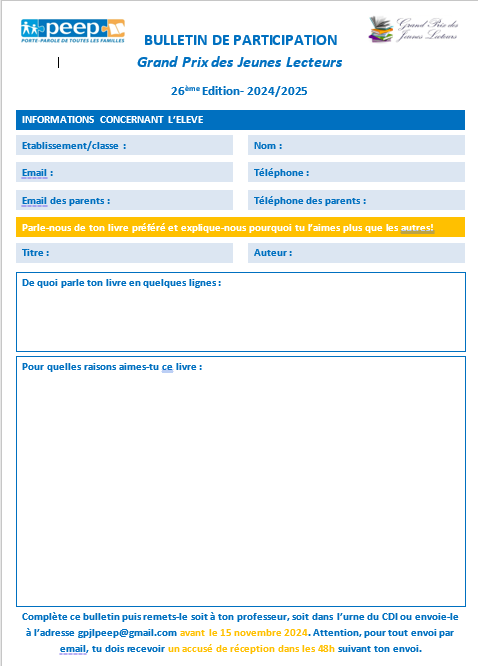 peep
PORTE-PAROLE DE TOUTES LES FAMILLES
Grand Prix des
Jeunes Lecteurs
BULLETIN DE PARTICIPATION
Grand Prix des Jeunes Lecteurs
26ème Edition- 2024/2025
INFORMATIONS CONCERNANT L'ELEVE
Etablissement/classe :
Nom :
Email :
Téléphone :
Email des parents :
Téléphone des parents :
Parle-nous de ton livre préféré et explique-nous pourquoi tu l'aimes plus que les autres!
Titre :
Auteur :
De quoi parle ton livre en quelques lignes :
Pour quelles raisons aimes-tu ce livre :
Complète ce bulletin puis remets-le soit à ton professeur, soit dans l'urne du CDI ou envoie-le
à l'adresse gpjlpeep@gmail.com avant le 15 novembre 2024. Attention, pour tout envoi par
email, tu dois recevoir un accusé de réception dans les 48h suivant ton envoi.